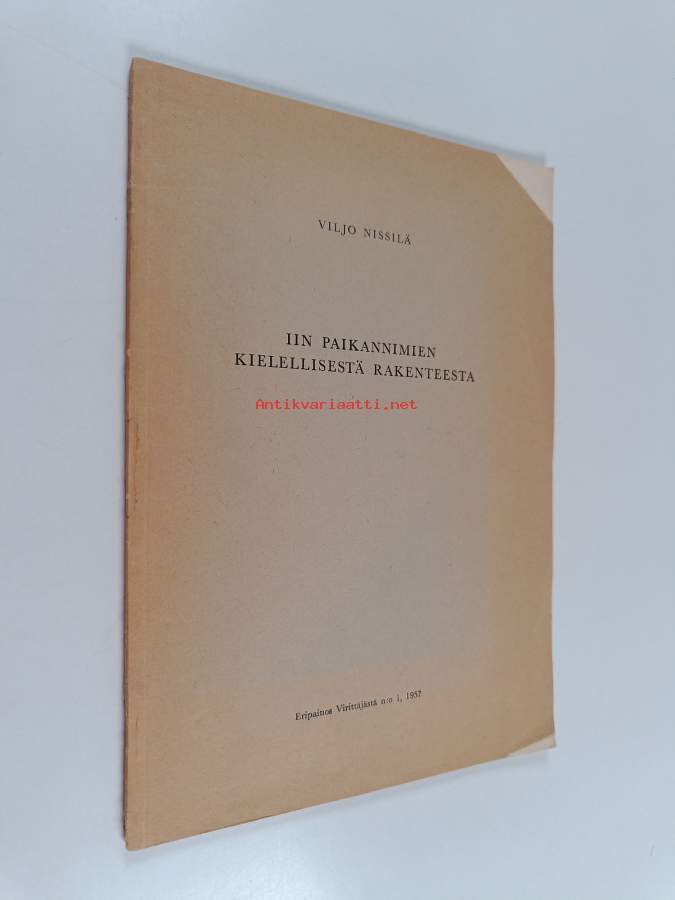 VILJO NISSILÄ
IIN PAIKANNIMIEN
KIELELLISESTÄ RAKENTEESTA
Antikvariaatti.net
Eripainos Virittäjästä n:o 1, 1957